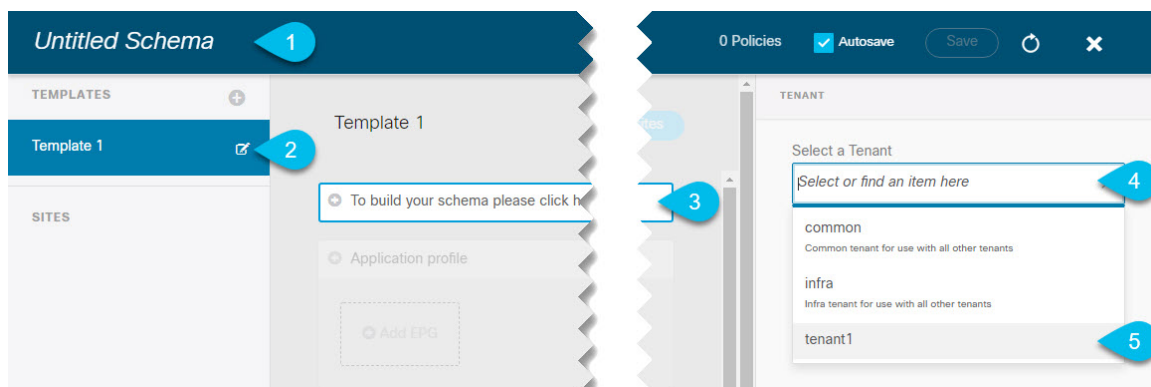 Untitled Schema
1
0 Policies
Autosave
Save
TEMPLATES
Template 1
2
SITES
Template 1
To build your schema please click h
3
Application profile
Add EPG
TENANT
Select a Tenant
Select or find an item here
4
common
Common tenant for use with all other tenants
infra
Infra tenant for use with all other tenants
tenant1
5